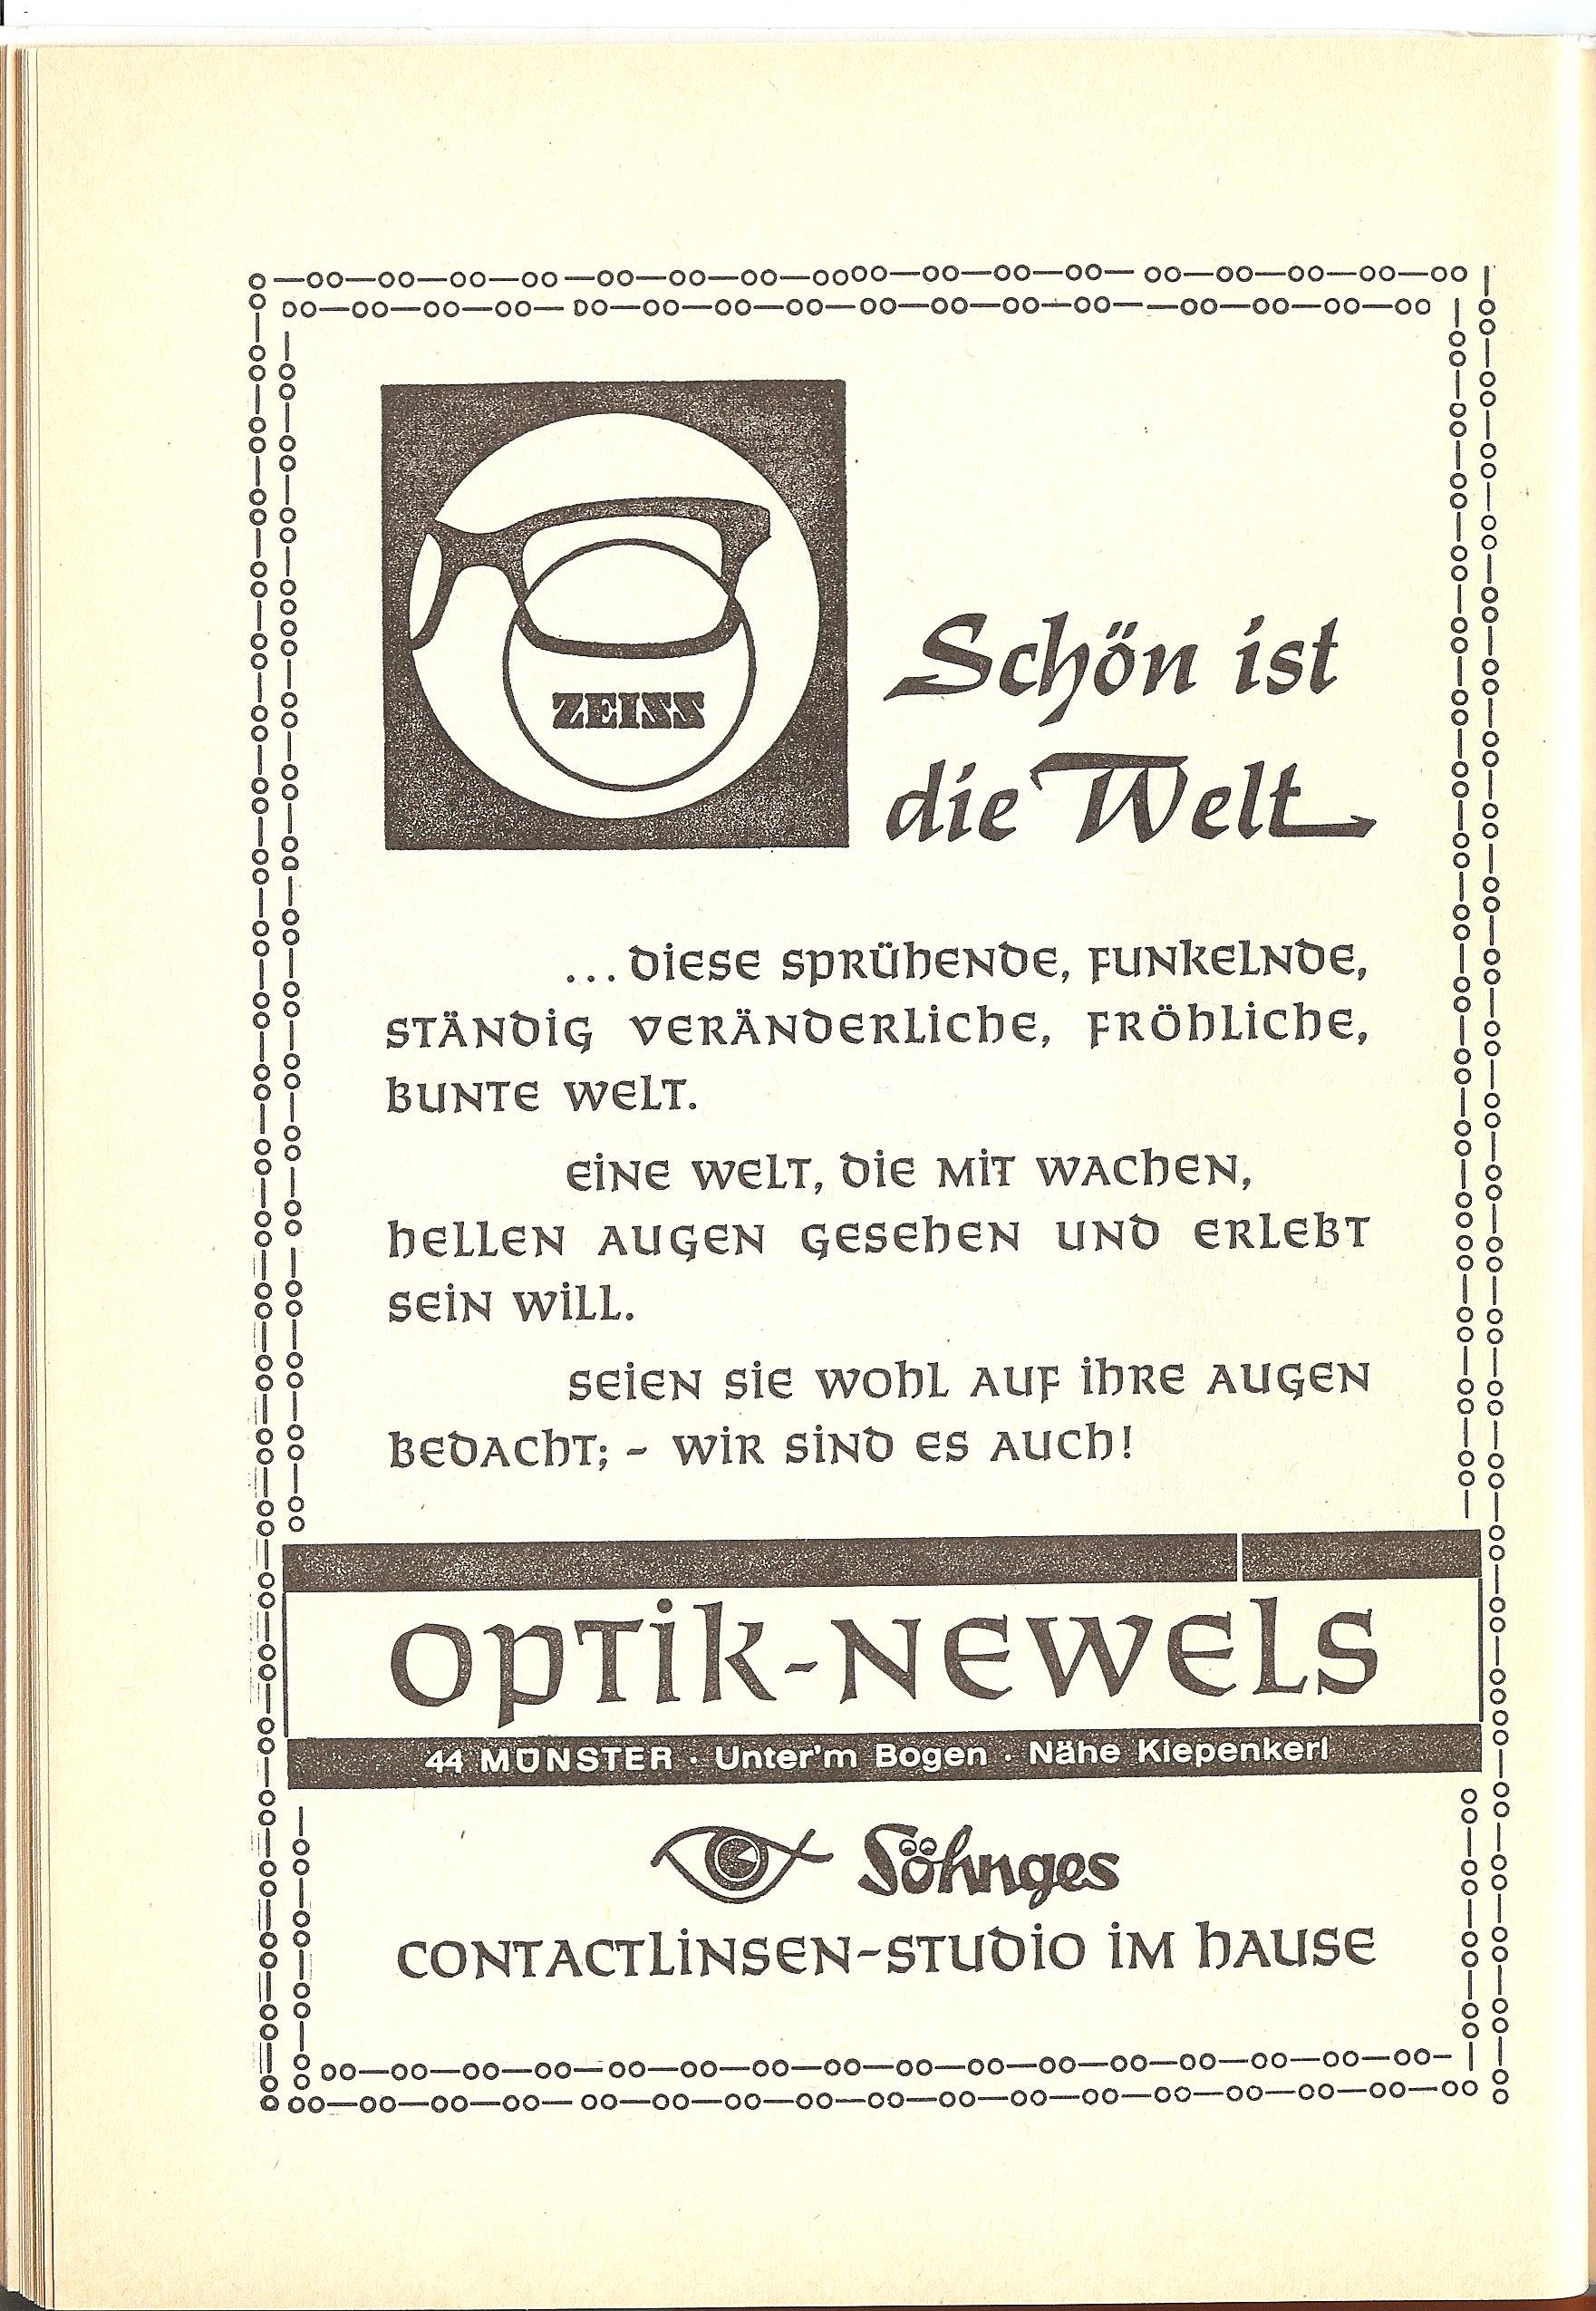 ZEISS
Schön ist
die Welt
... diese sprühende, funkelnde,
ständig veränderliche, fröhliche,
bunte Welt.
Eine Welt, die mit wachen,
hellen Augen gesehen und erlebt
sein will.
Seien Sie wohl auf Ihre Augen
bedacht; - wir sind es auch!
OPTIK-NEWELS
44 MÜNSTER · Unter'm Bogen · Nähe Kiepenkerl
Söhnges
CONTACTLINSEN-STUDIO IM HAUSE